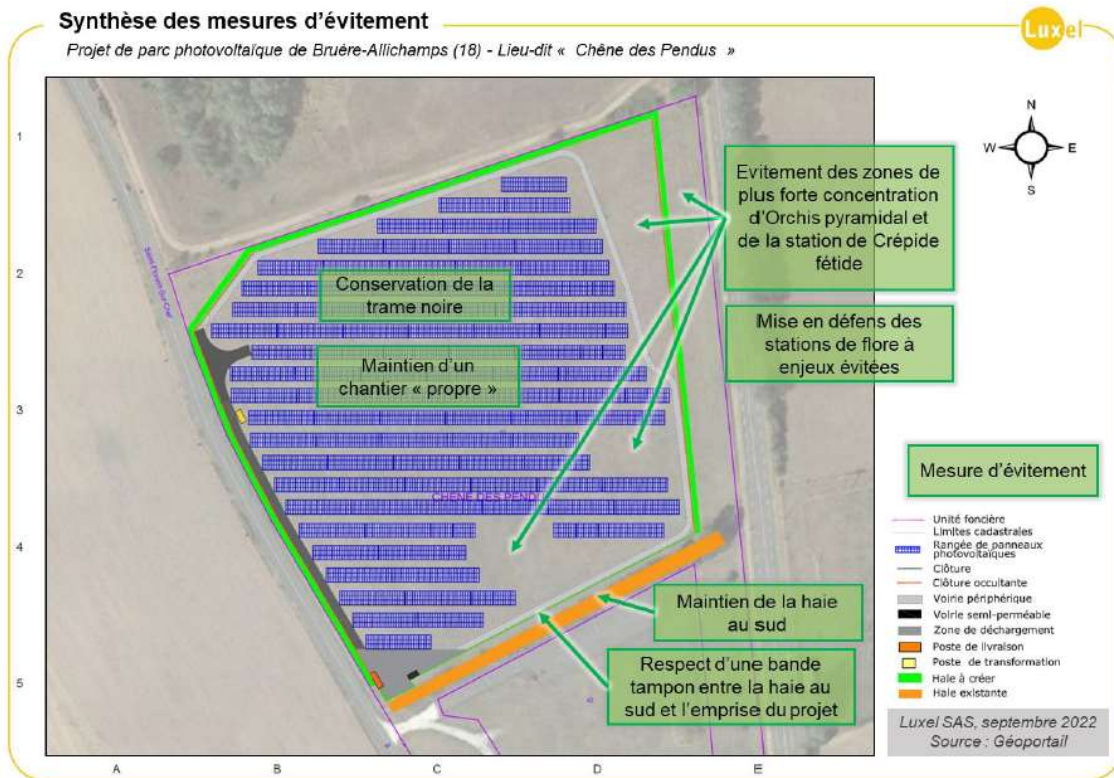 Synthèse des mesures d'évitement
Projet de parc photovoltaïque de Bruère-Allichamps (18) - Lieu-dit « Chêne des Pendus »
Luxel
1
2
3
4
5
A
B
C
D
E
N
W
E
S
Evitement des zones de
plus forte concentration
d'Orchis pyramidal et
de la station de Crépide
fétide
Conservation de la
trame noire
Mise en défens des
stations de flore à
enjeux évitées
Maintien d'un
chantier « propre »
CHENE DES PEND
Maintien de la haie
au sud
Respect d'une bande
tampon entre la haie au
sud et l'emprise du projet
Mesure d'évitement
Unité foncière
Limites cadastrales
Rangée de panneaux
photovoltaïques
Clôture
Clôture occultante
Voirie périphérique
Voirie semi-perméable
Zone de déchargement
Poste de livraison
Poste de transformation
Haie à créer
Haie existante
Luxel SAS, septembre 2022
Source : Géoportail